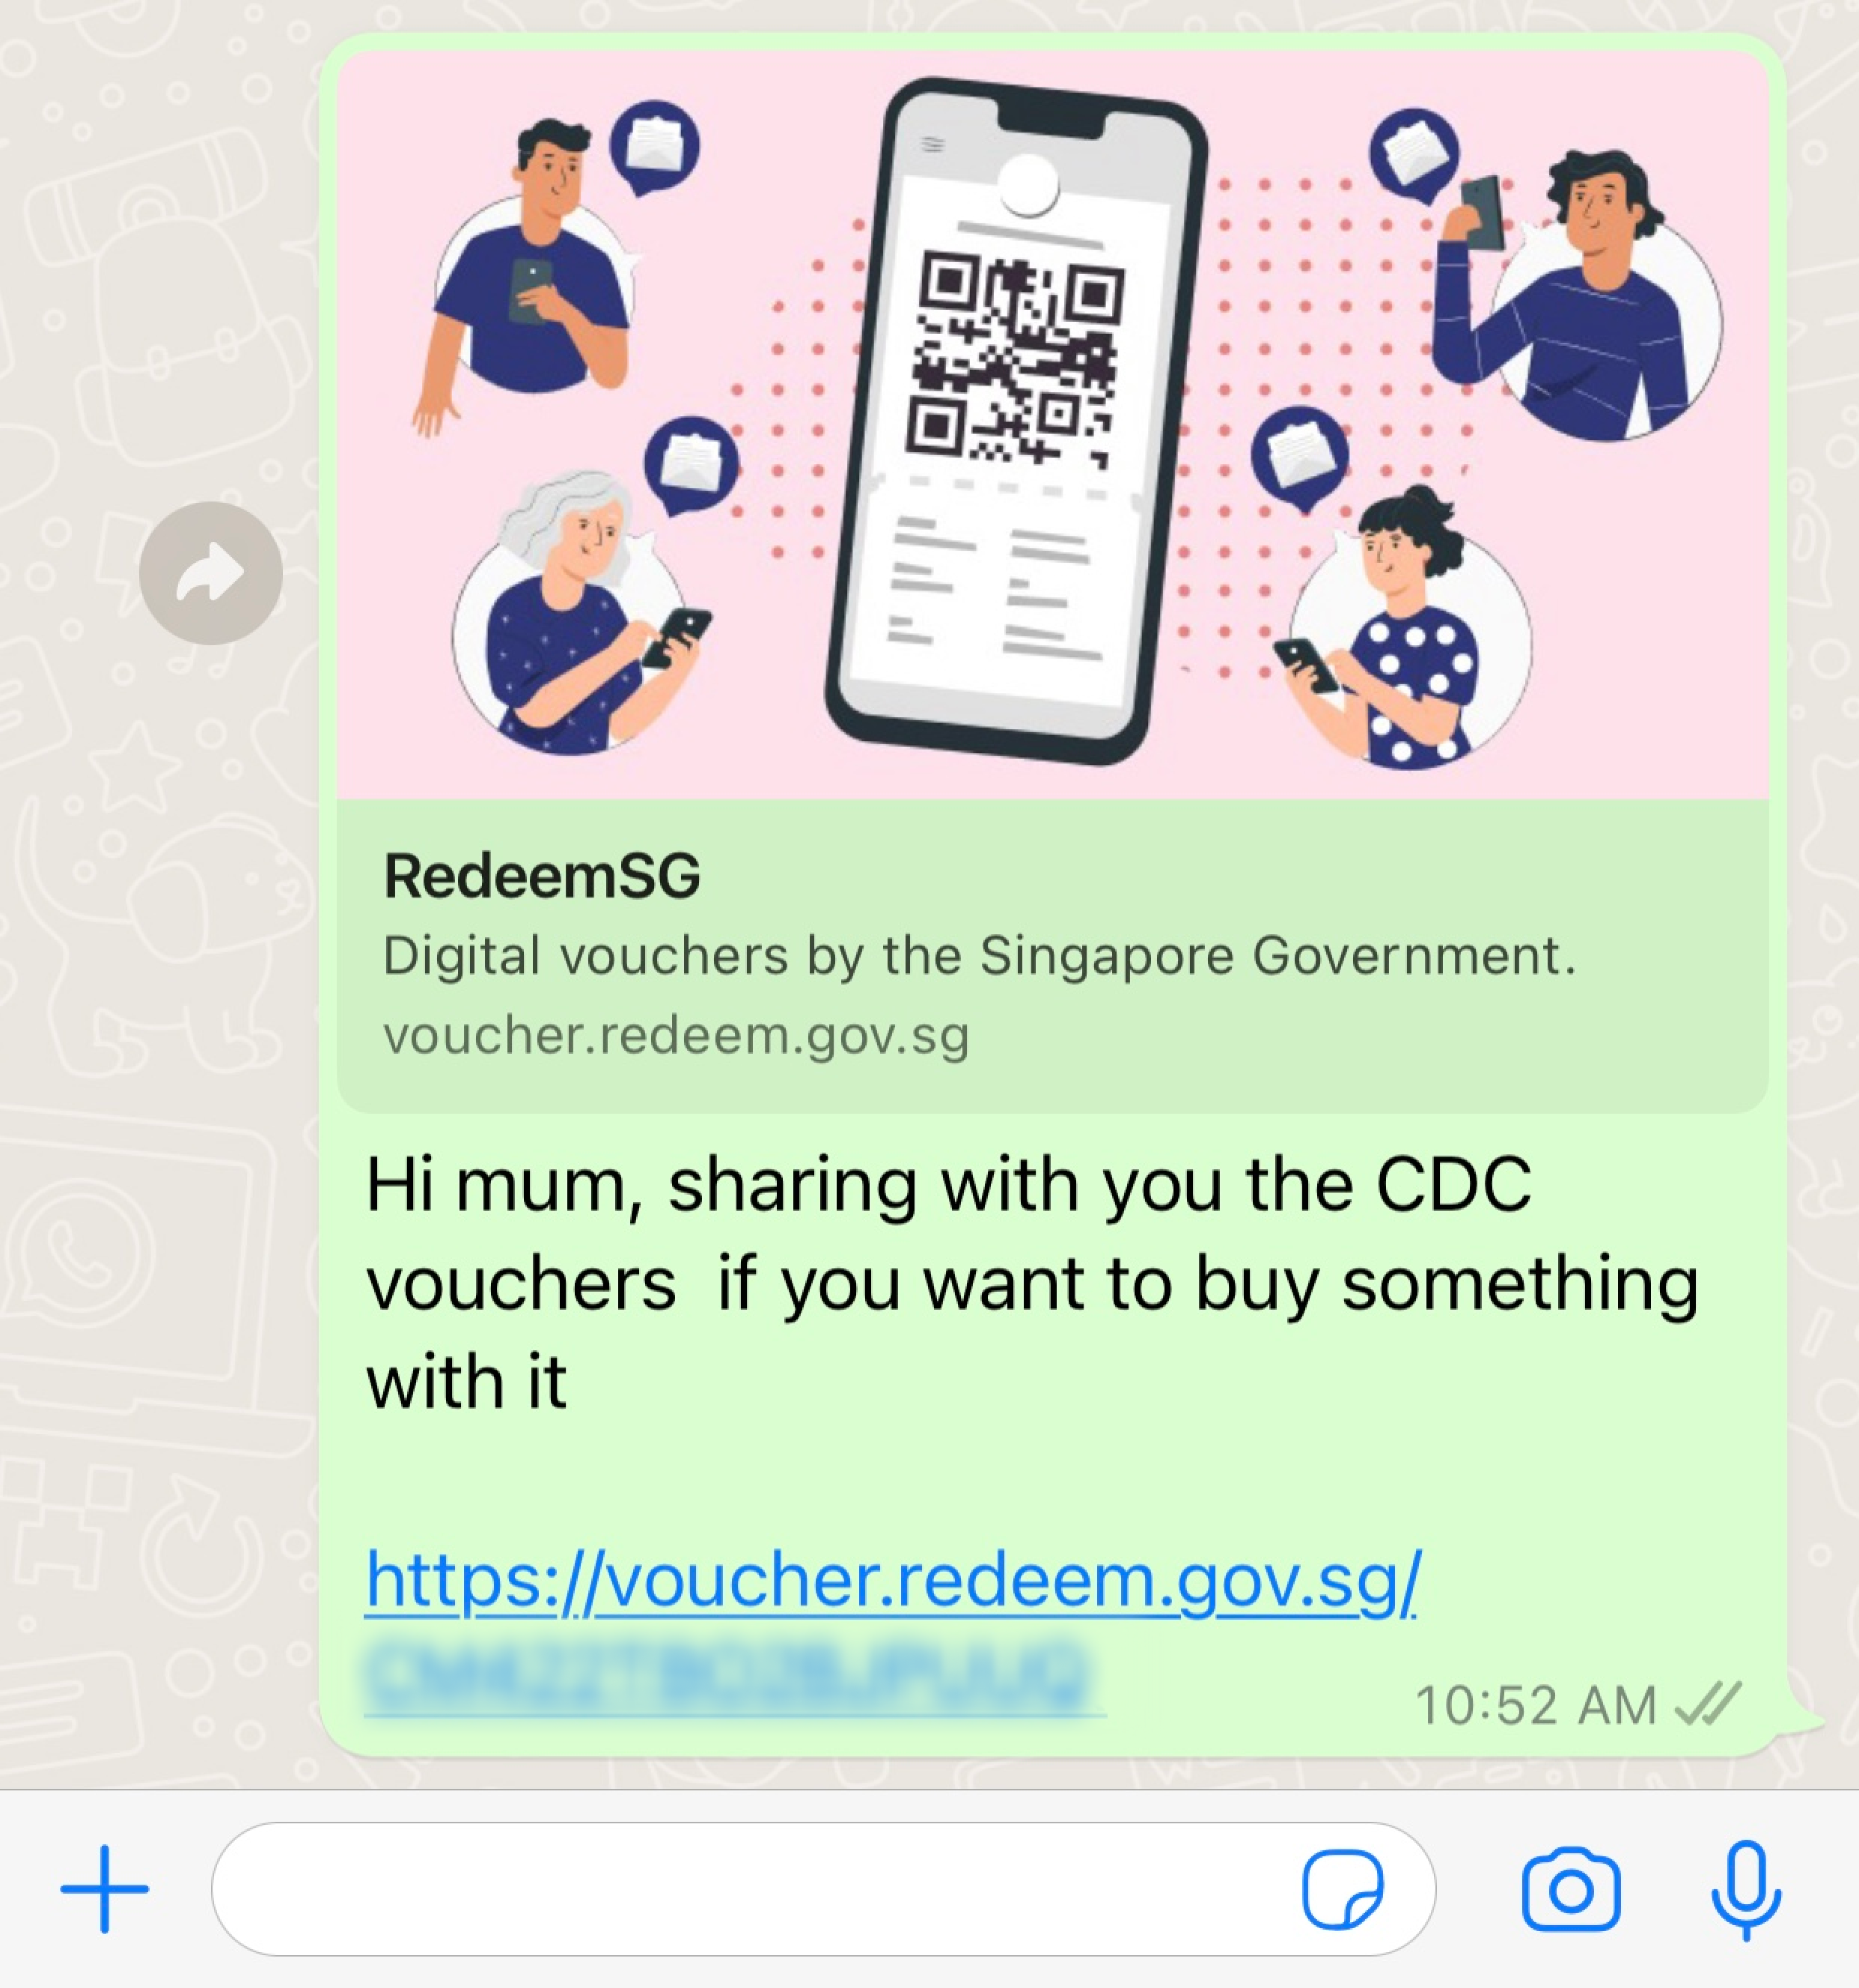 RedeemSG
Digital vouchers by the Singapore Government.
voucher.redeem.gov.sg
Hi mum, sharing with you the CDC
vouchers  if you want to buy something
with it
https://voucher.redeem.gov.sg/
10:52 AM